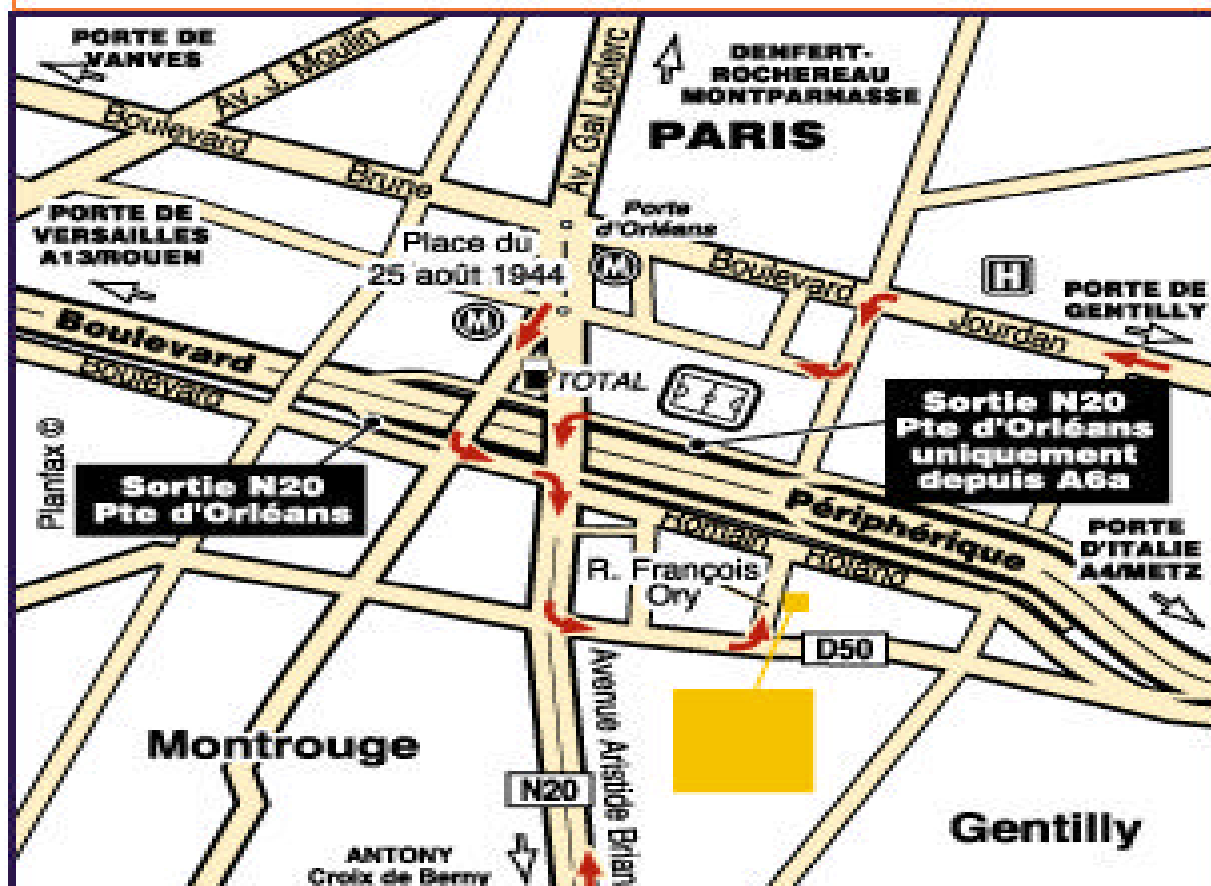 PORTE DE
VANVES
Av. J. Moulin
Av. Gal Leclerc
DENFERT-
ROCHEREAU
MONTPARNASSE
PARIS
Boulevard
Brune
PORTE DE
VERSAILLES
A13/ROUEN
Place du
25 août 1944
Porte
d'Orléans
M
M
Boulevard
Jourdan
H
PORTE DE
GENTILLY
Boulevard
Boulevard
TOTAL
Sortie N20
Pte d'Orléans
uniquement
depuis A6a
Sortie N20
Pte d'Orléans
Planfax ©
Périphérique
Romain
Roland
PORTE
D'ITALIE
A4/METZ
R. François
Ory
D50
Montrouge
Avenue Aristide Brian
N20
Gentilly
ANTONY
Croix de Berny